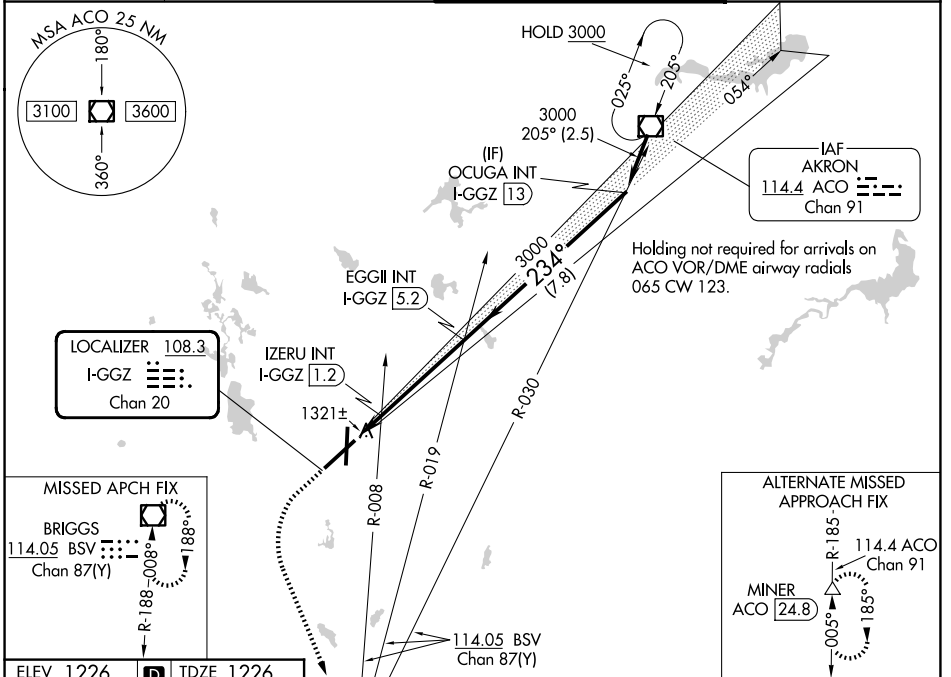 MSA ACO 25 NM
180°
3100
3600
360°
HOLD 3000
025°
205°
054°
3000
205° (2.5)
(IF)
OCUGA INT
I-GGZ 13
IAF
AKRON
114.4 ACO
Chan 91
Holding not required for arrivals on
ACO VOR/DME airway radials
065 CW 123.
3000
234°
(7.8)
EGGII INT
I-GGZ 5.2
LOCALIZER 108.3
I-GGZ
Chan 20
IZERU INT
I-GGZ 1.2
1321±
R-008
R-019
R-030
MISSED APCH FIX
BRIGGS
114.05 BSV
Chan 87(Y)
R-188
008°
188°
114.05 BSV
Chan 87(Y)
ALTERNATE MISSED
APPROACH FIX
R-185
114.4 ACO
Chan 91
MINER
ACO 24.8
005°
185°
ELEV 1226
D
TDZE 1226